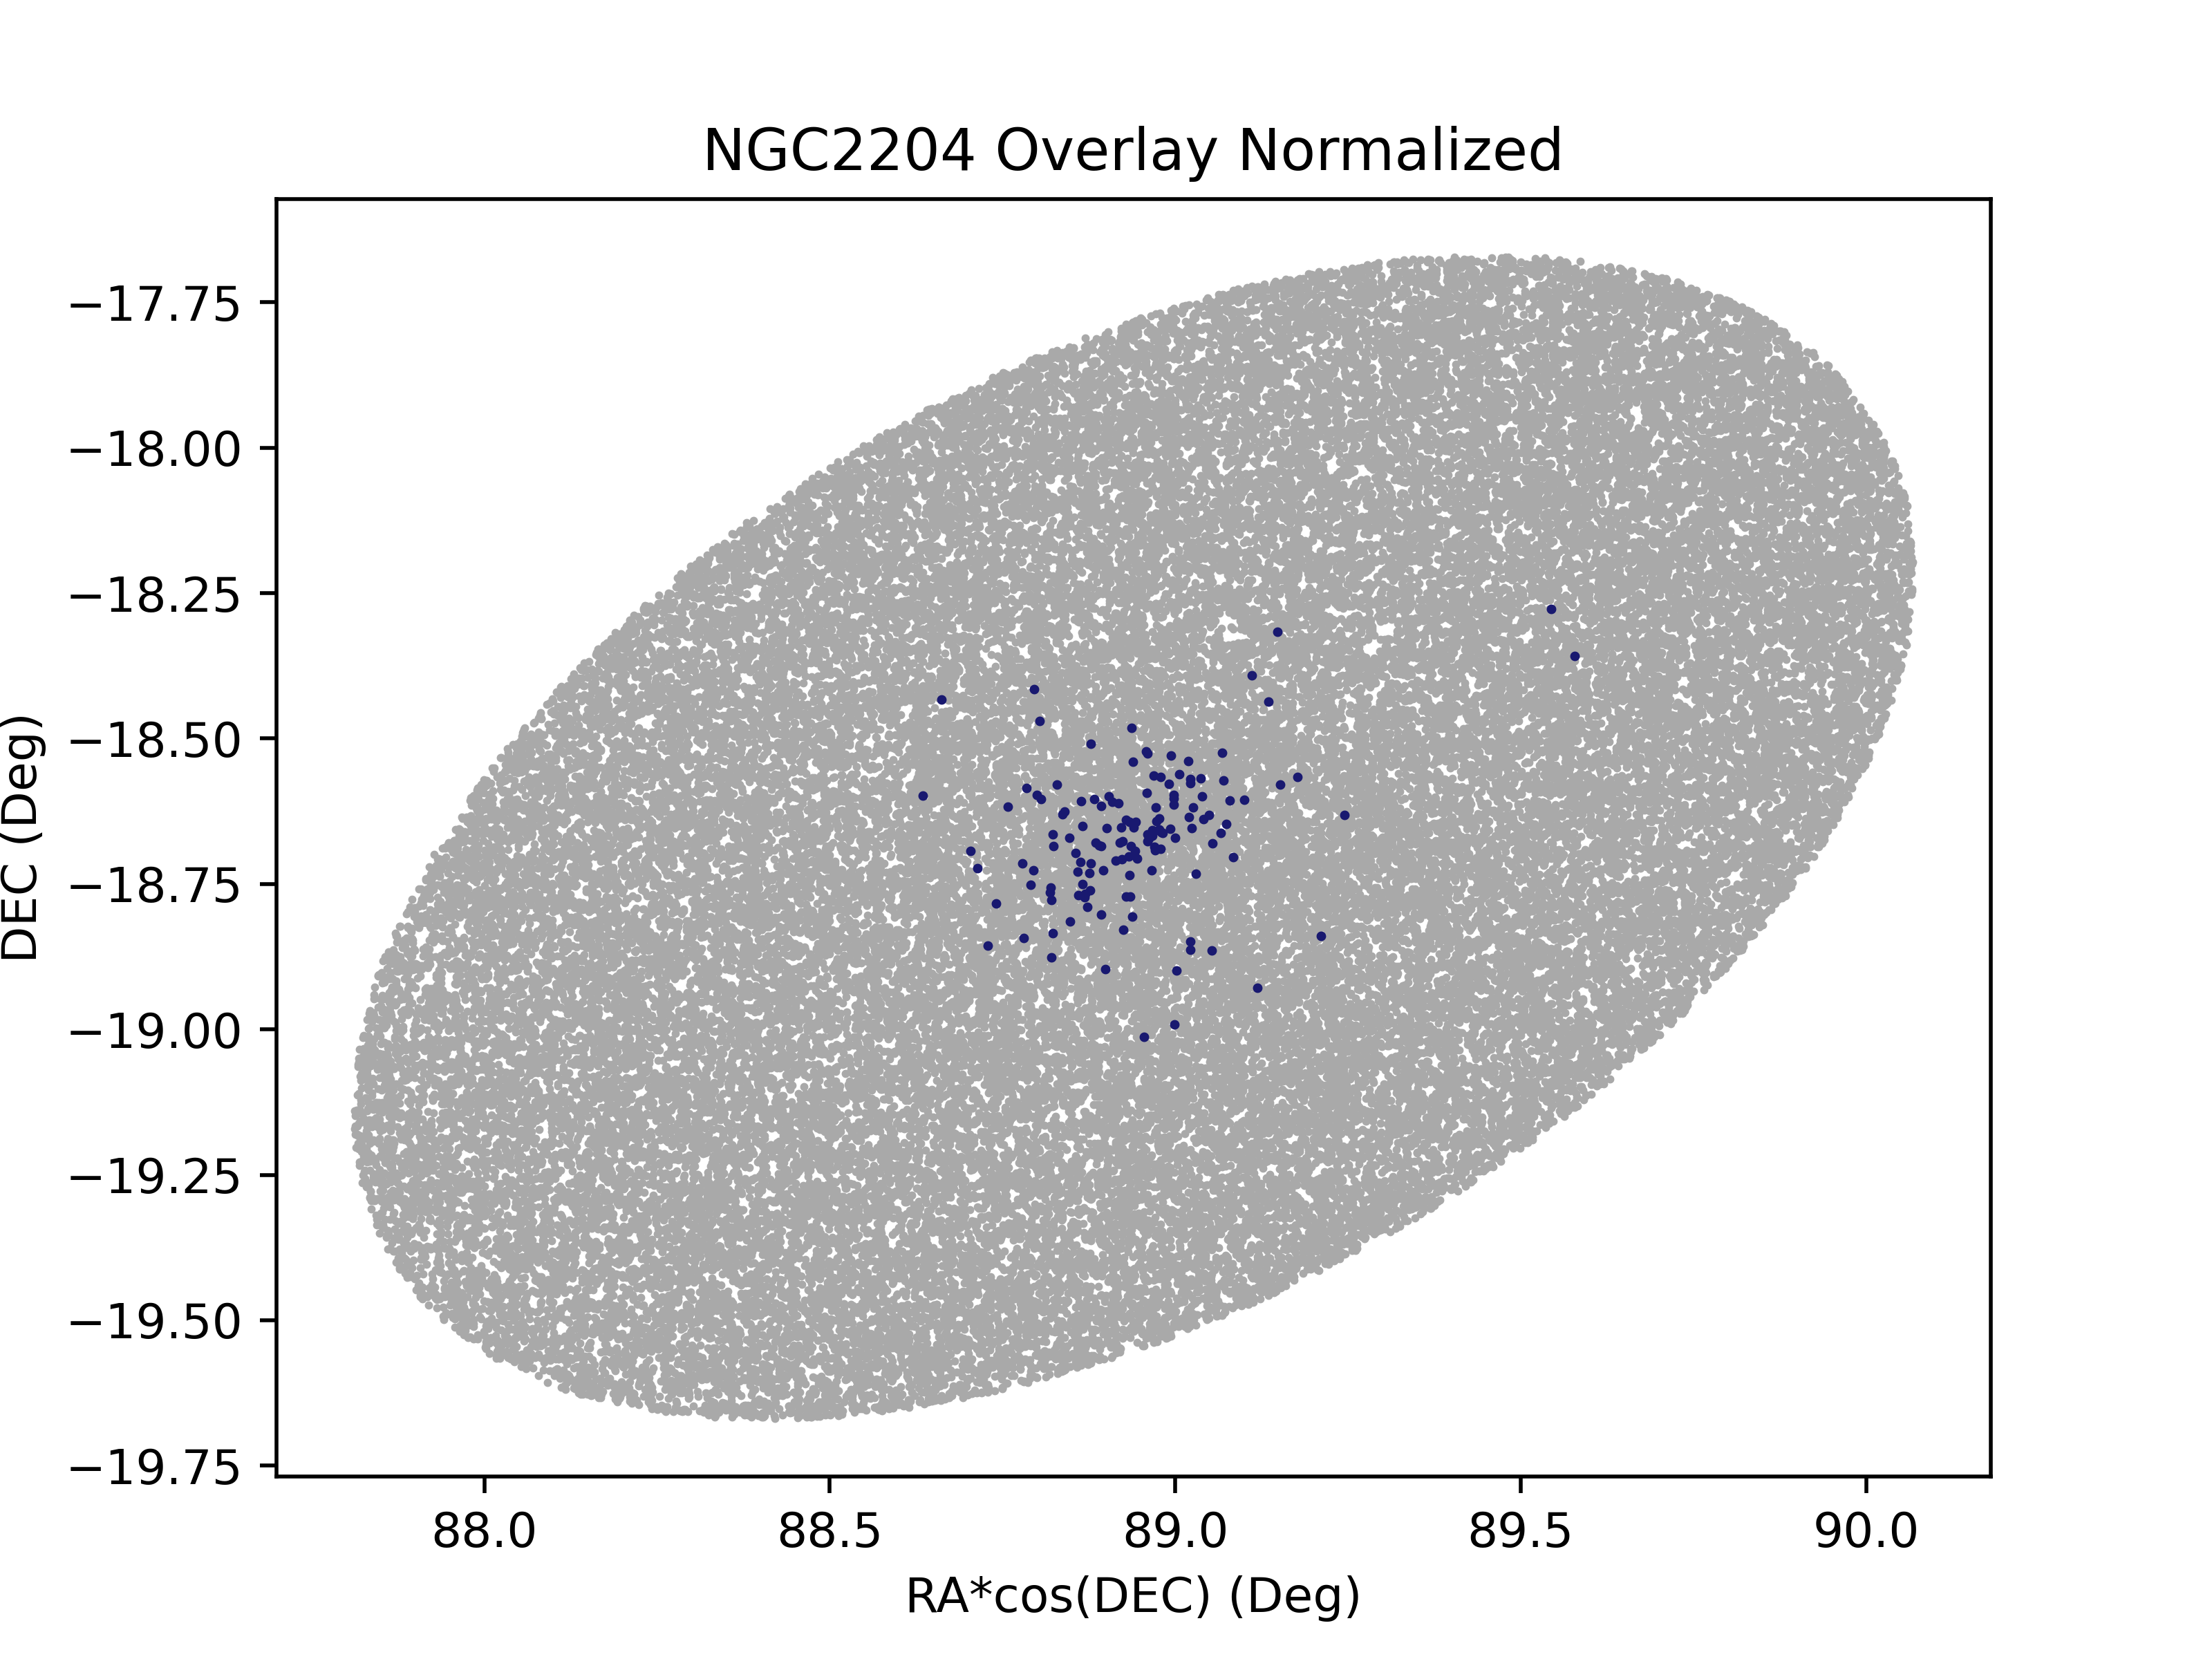 NGC2204 Overlay Normalized
−17.75
−18.00
−18.25
−18.50
−18.75
−19.00
−19.25
−19.50
−19.75
DEC (Deg)
88.0 88.5 89.0 89.5 90.0
RA*cos(DEC) (Deg)